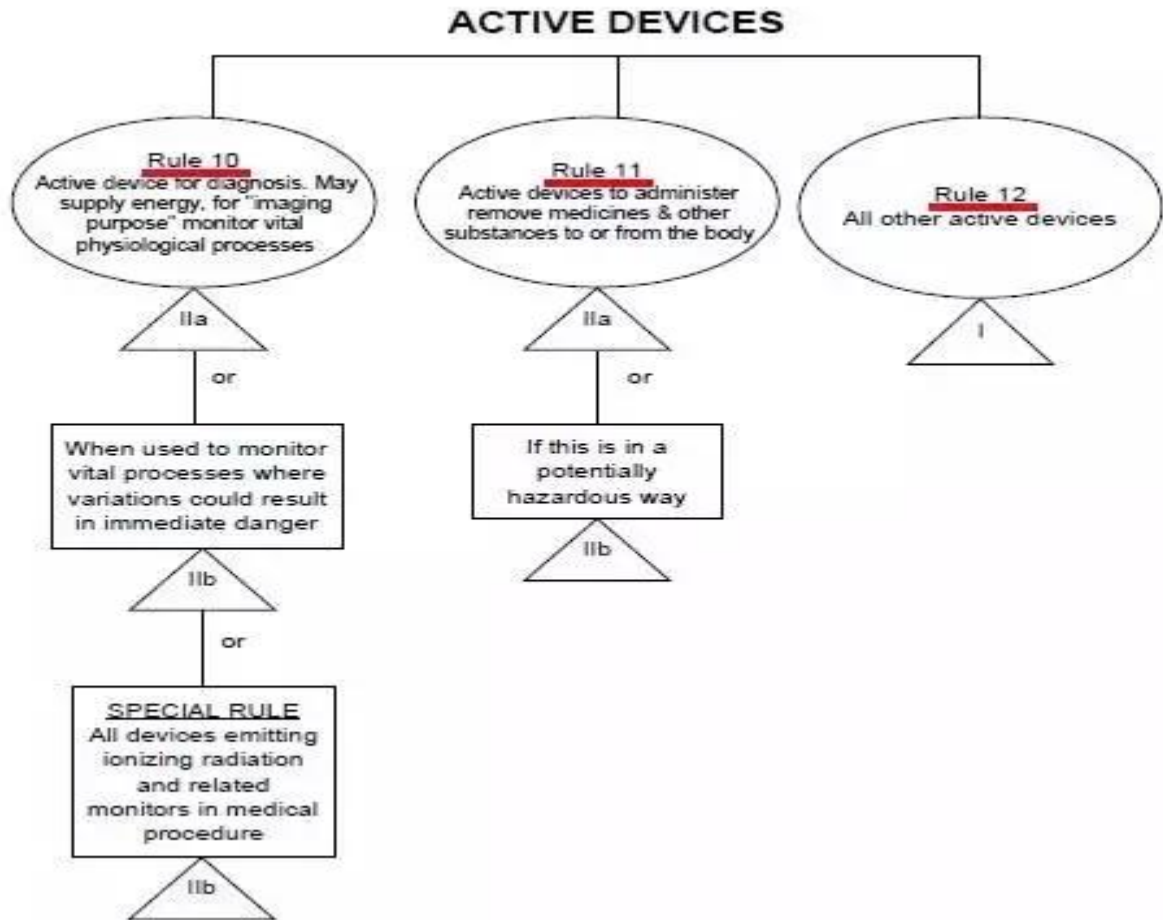 ACTIVE DEVICES
Rule 10
Active device for diagnosis. May
supply energy, for "imaging
purpose" monitor vital
physiological processes
IIa
or
When used to monitor
vital processes where
variations could result
in immediate danger
IIb
or
SPECIAL RULE
All devices emitting
ionizing radiation
and related
monitors in medical
procedure
IIb
Rule 11
Active devices to administer
remove medicines & other
substances to or from the body
IIa
or
If this is in a
potentially
hazardous way
IIb
Rule 12
All other active devices
I